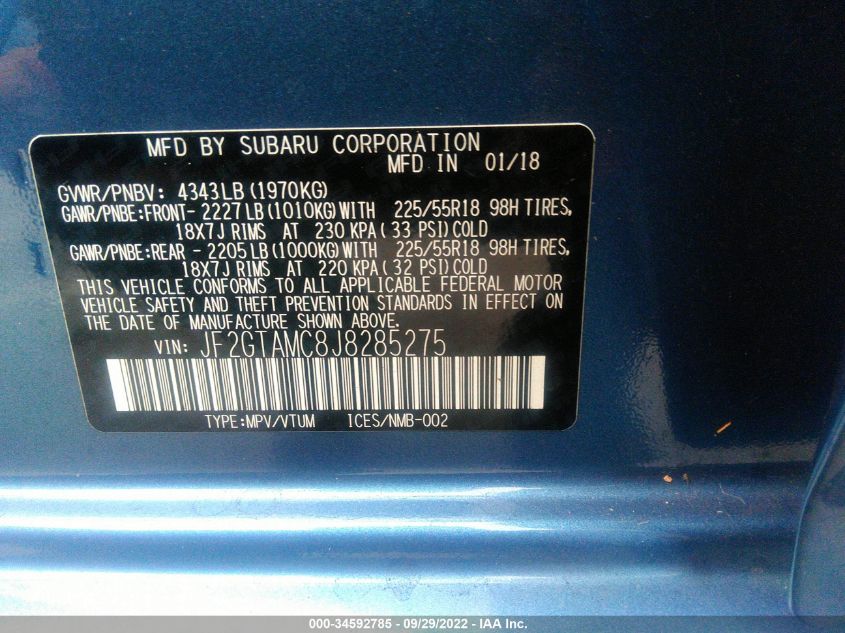 MFD BY SUBARU CORPORATION
MFD IN 01/18
GVWR/PNBV: 4343LB(1970KG)
GAWR/PNBE:FRONT- 2227LB(1010KG)WITH 225/55R18 98H TIRES,
18X7J RIMS AT 230 KPA( 33 PSI)COLD
GAWR/PNBE:REAR - 2205LB(1000KG)WITH 225/55R18 98H TIRES,
18X7J RIMS AT 220 KPA( 32 PSI)COLD
THIS VEHICLE CONFORMS TO ALL APPLICABLE FEDERAL MOTOR
VEHICLE SAFETY AND THEFT PREVENTION STANDARDS IN EFFECT ON
THE DATE OF MANUFACTURE SHOWN ABOVE.
VIN: JF2GTAMC8J8285275
TYPE:MPV/VTUM ICES/NMB-002
000-34592785 - 09/29/2022 - IAA Inc.